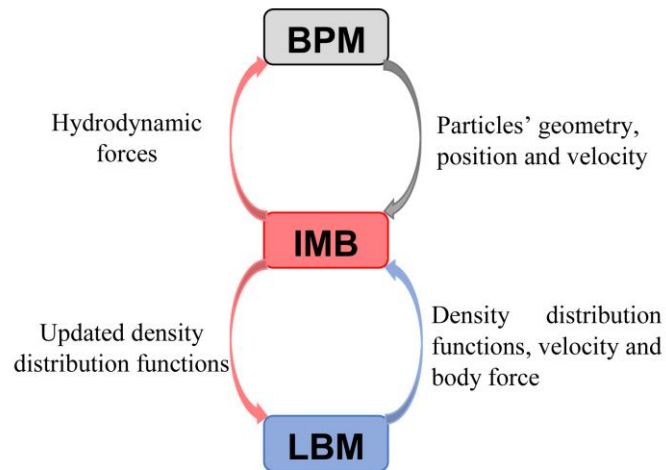 BPM
Hydrodynamic
forces
Particles’ geometry,
position and velocity
IMB
Updated density
distribution functions
Density distribution
functions, velocity and
body force
LBM